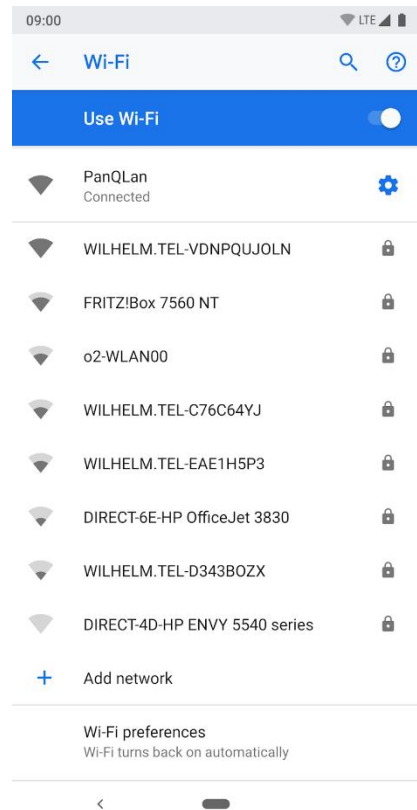 09:00 LTE
Wi-Fi
Use Wi-Fi
PanQLan
Connected
WILHELM.TEL-VDNPQUJOLN
FRITZ!Box 7560 NT
o2-WLAN00
WILHELM.TEL-C76C64YJ
WILHELM.TEL-EAE1H5P3
DIRECT-6E-HP OfficeJet 3830
WILHELM.TEL-D343BOZX
DIRECT-4D-HP ENVY 5540 series
Add network
Wi-Fi preferences
Wi-Fi turns back on automatically